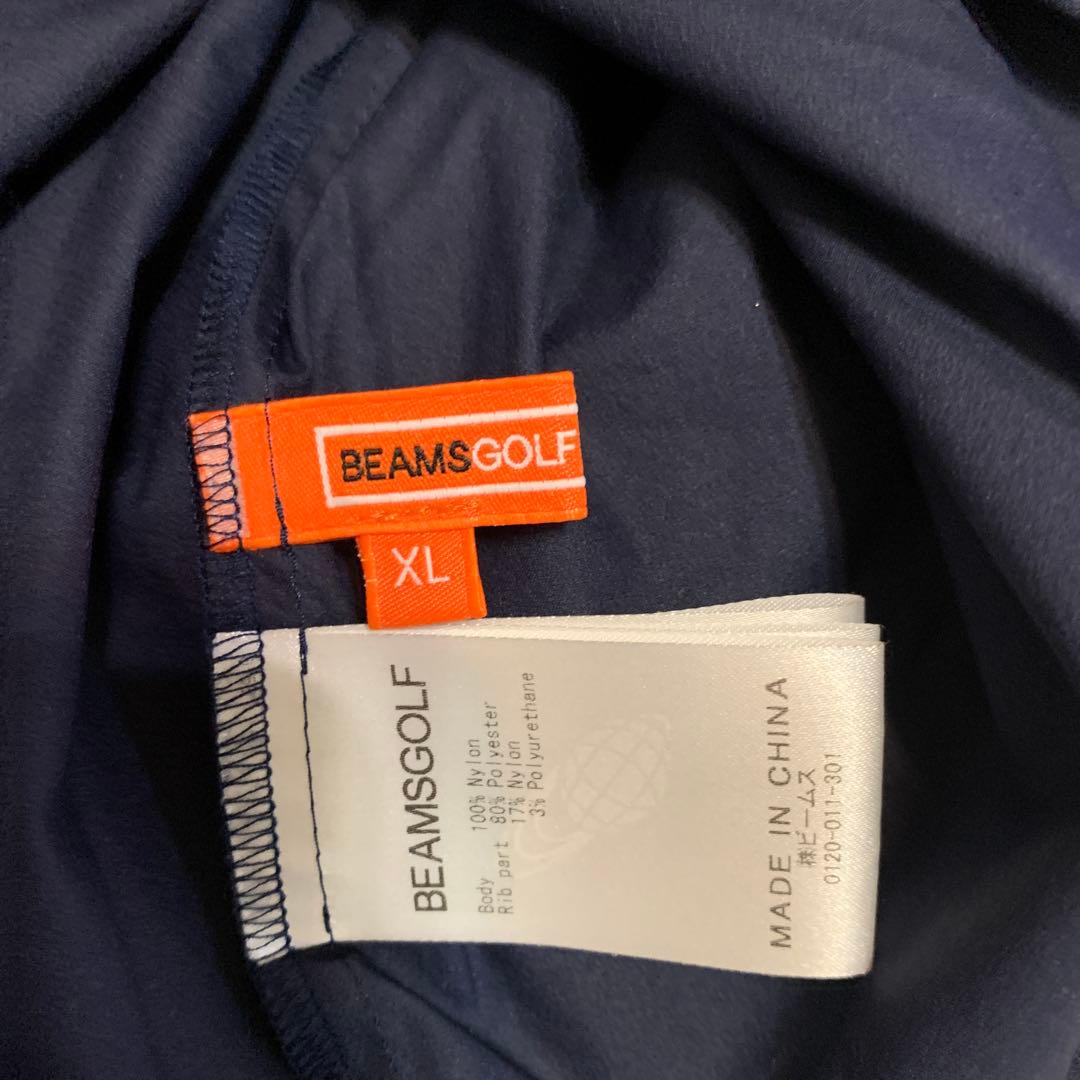 BEAMSGOLF
XL
BEAMSGOLF
Body 100% Nylon
Rib part 80% Polyester
17% Nylon
3% Polyurethane
MADE IN CHINA
㈱ビームス
0120-011-301